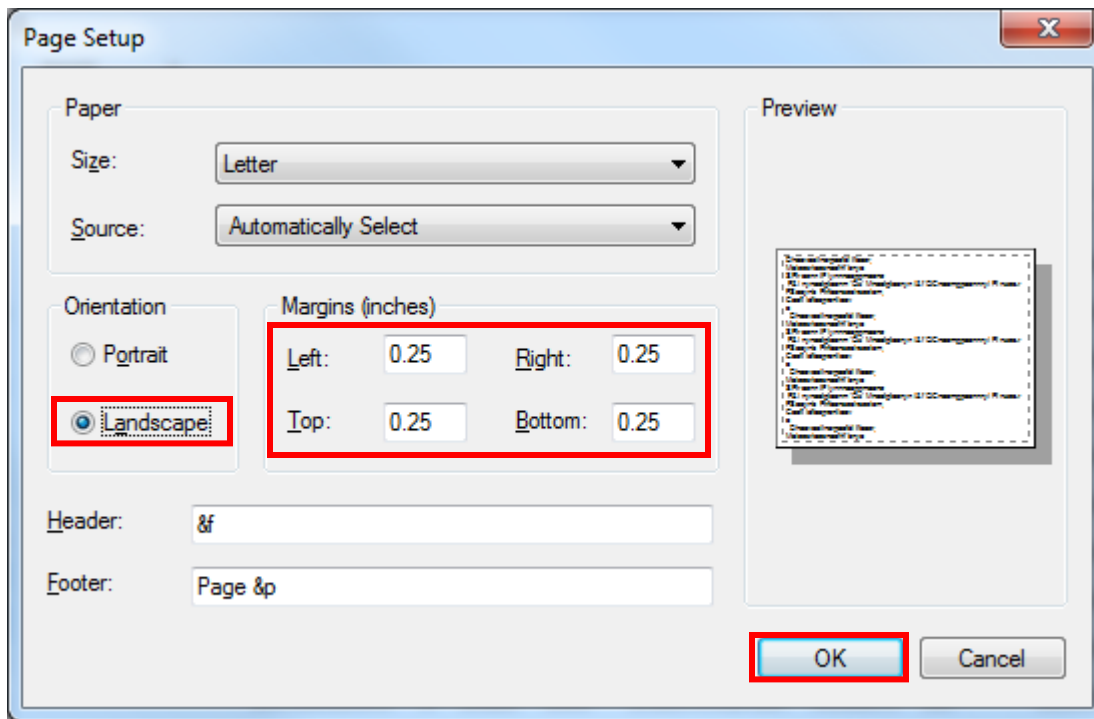 Page Setup
X
Paper
Preview
Size:
Letter
Source:
Automatically Select
Orientation
Margins (inches)
Portrait
Left:
0.25
Right:
0.25
Landscape
Top:
0.25
Bottom:
0.25
Header:
&f
Footer:
Page &p
OK
Cancel